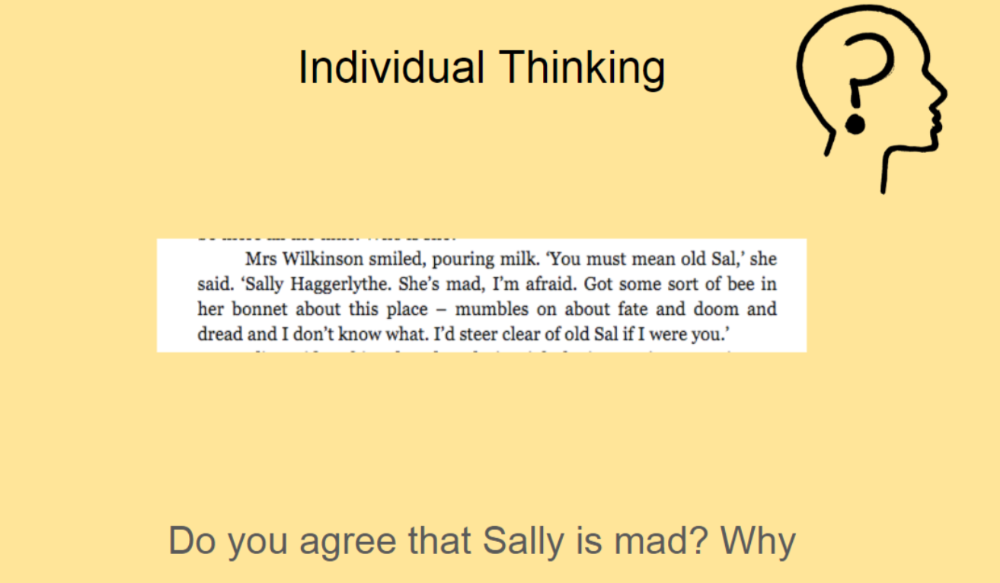 Individual Thinking
Mrs Wilkinson smiled, pouring milk. ‘You must mean old Sal,’ she
said. ‘Sally Haggerlythe. She’s mad, I’m afraid. Got some sort of bee in
her bonnet about this place – mumbles on about fate and doom and
dread and I don’t know what. I’d steer clear of old Sal if I were you.’
Do you agree that Sally is mad? Why